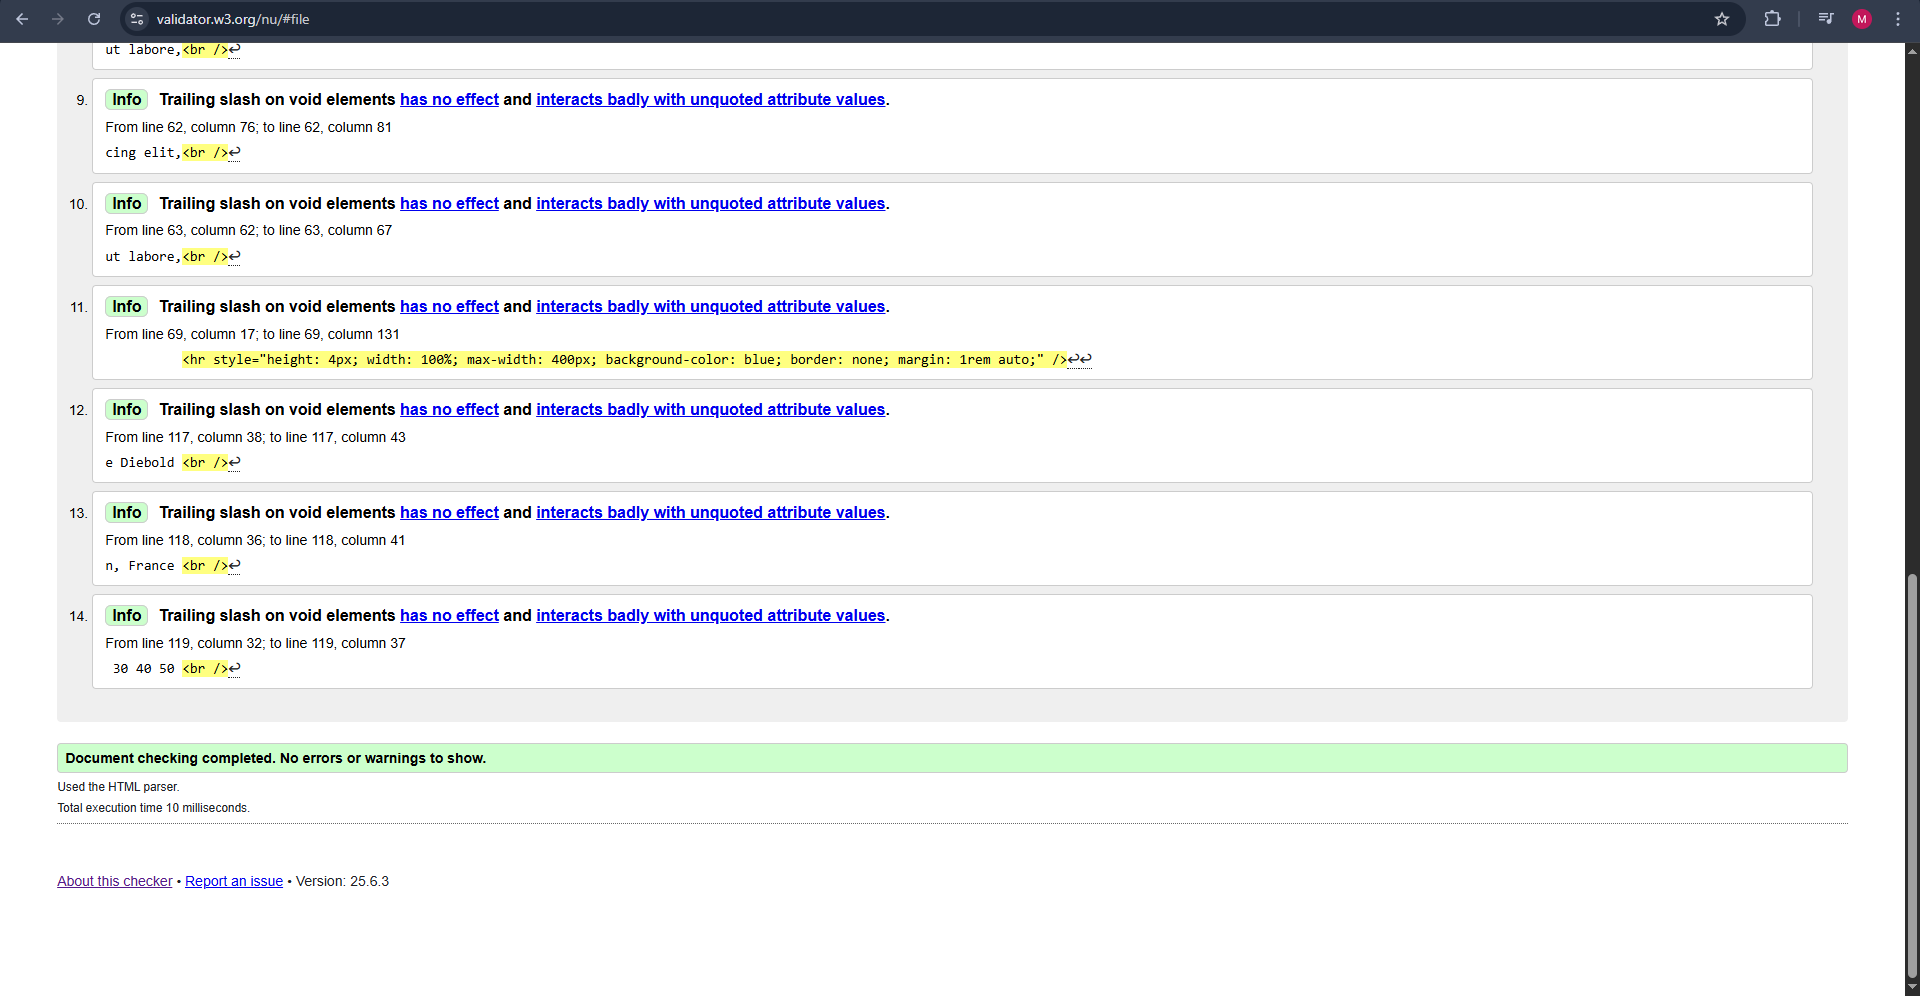 validator.w3.org/nu/#file
M
ut labore,<br />↩
9. Info Trailing slash on void elements has no effect and interacts badly with unquoted attribute values.
From line 62, column 76; to line 62, column 81
cing elit,<br />↩
10. Info Trailing slash on void elements has no effect and interacts badly with unquoted attribute values.
From line 63, column 62; to line 63, column 67
ut labore,<br />↩
11. Info Trailing slash on void elements has no effect and interacts badly with unquoted attribute values.
From line 69, column 17; to line 69, column 131
<hr style="height: 4px; width: 100%; max-width: 400px; background-color: blue; border: none; margin: 1rem auto;" />↩↩
12. Info Trailing slash on void elements has no effect and interacts badly with unquoted attribute values.
From line 117, column 38; to line 117, column 43
e Diebold <br />↩
13. Info Trailing slash on void elements has no effect and interacts badly with unquoted attribute values.
From line 118, column 36; to line 118, column 41
n, France <br />↩
14. Info Trailing slash on void elements has no effect and interacts badly with unquoted attribute values.
From line 119, column 32; to line 119, column 37
30 40 50 <br />↩
Document checking completed. No errors or warnings to show.
Used the HTML parser.
Total execution time 10 milliseconds.
About this checker • Report an issue • Version: 25.6.3